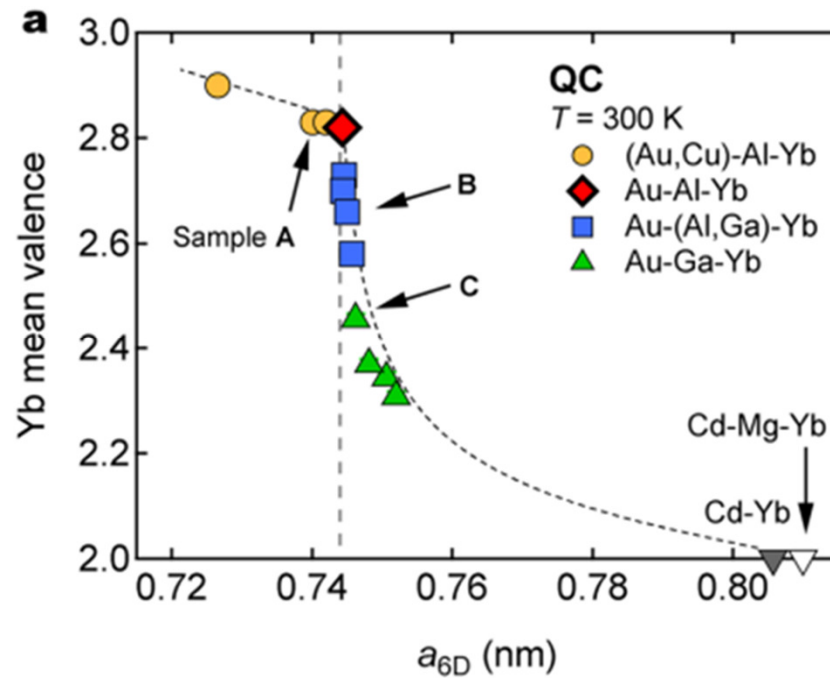 a
3.0
2.8
2.6
2.4
2.2
2.0
Yb mean valence
QC
T = 300 K
(Au,Cu)-Al-Yb
Au-Al-Yb
Au-(Al,Ga)-Yb
Au-Ga-Yb
Sample A
B
C
Cd-Mg-Yb
Cd-Yb
0.72 0.74 0.76 0.78 0.80
a6D (nm)